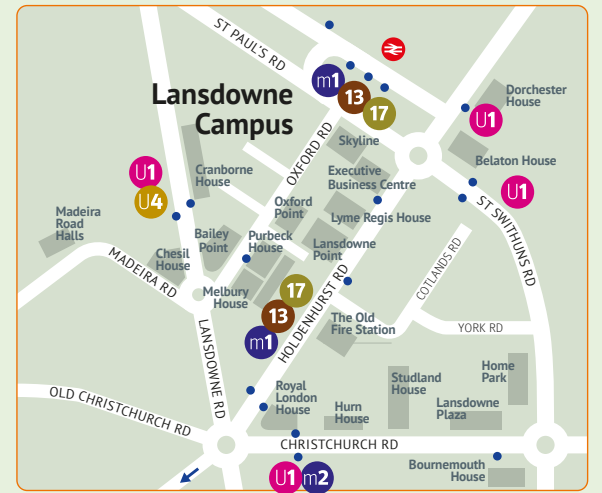 ST PAUL'S RD
m1
13
17
Lansdowne
Campus
Dorchester
House
U1
Skyline
OXFORD RD
Belaton House
U1
U1
U4
Cranborne
House
Executive
Business Centre
Oxford
Point
Lyme Regis House
ST SWITHUNS RD
Madeira
Road
Halls
Bailey
Point
Purbeck
House
Lansdowne
Point
COTLANDS RD
Chesil
House
MADEIRA RD
Melbury
House
17
13
m1
HOLDENHURST RD
The Old
Fire Station
YORK RD
LANSDOWNE RD
Home
Park
Studland
House
Royal
London
House
Hurn
House
Lansdowne
Plaza
OLD CHRISTCHURCH RD
CHRISTCHURCH RD
Bournemouth
House
U1
m2